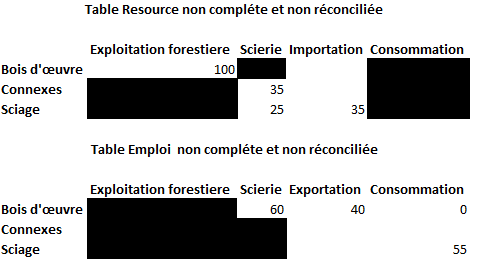 Table Resource non compléte et non réconciliée
Exploitation forestiere Scierie Importation Consommation
Bois d'œuvre 100
Connexes 35
Sciage 25 35
Table Emploi non compléte et non réconciliée
Exploitation forestiere Scierie Exportation Consommation
Bois d'œuvre 60 40 0
Connexes
Sciage 55